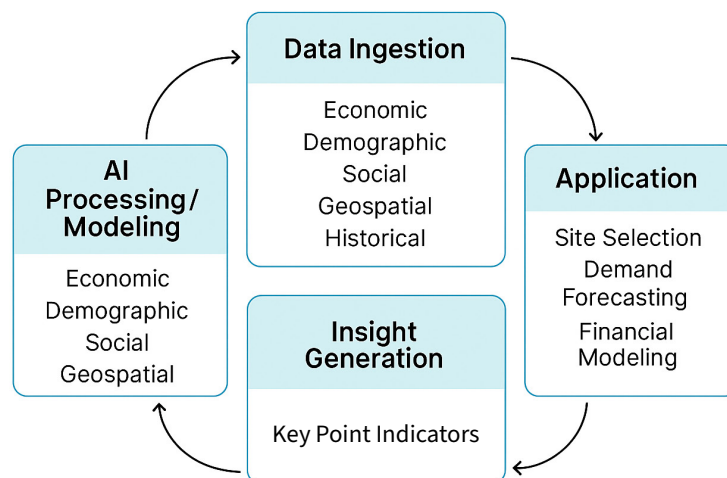 Data Ingestion
Economic
Demographic
Social
Geospatial
Historical
Application
Site Selection
Demand
Forecasting
Financial
Modeling
Insight
Generation
Key Point Indicators
AI
Processing/
Modeling
Economic
Demographic
Social
Geospatial